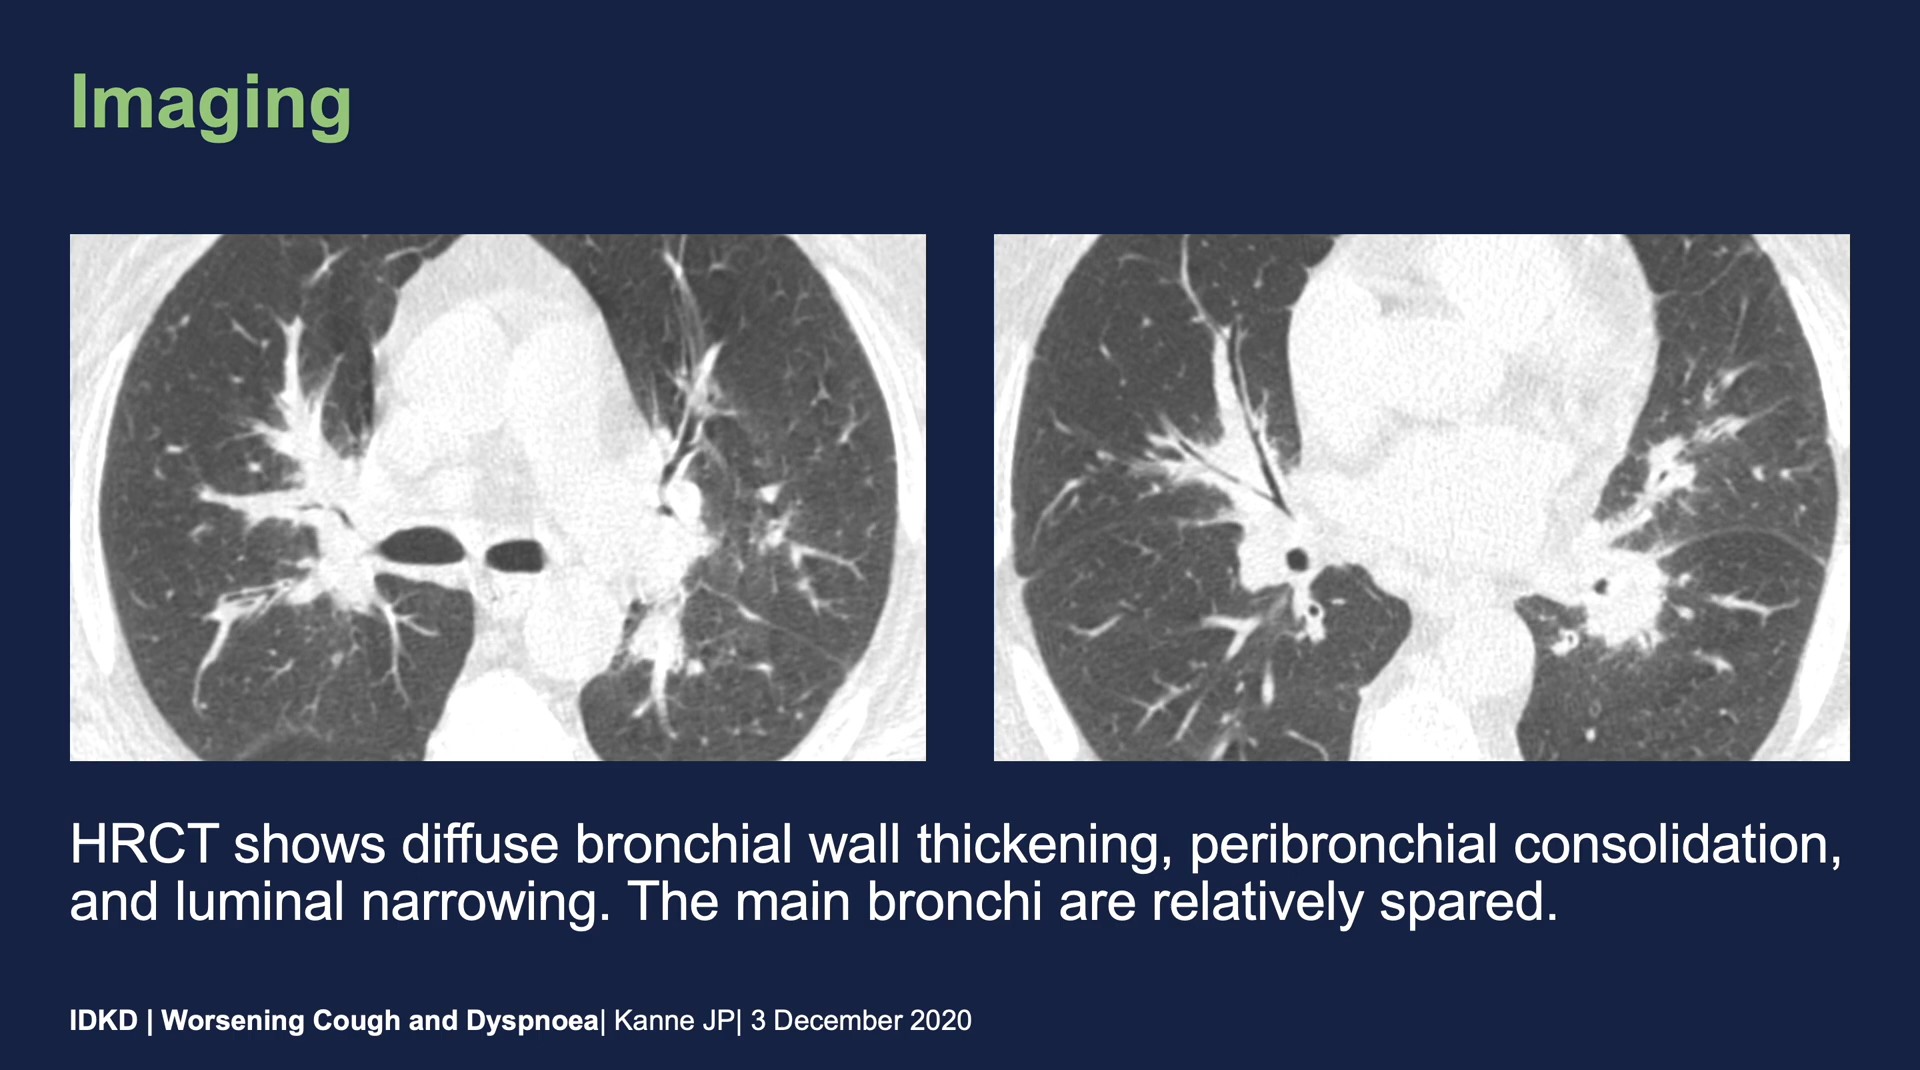 Imaging
HRCT shows diffuse bronchial wall thickening, peribronchial consolidation,
and luminal narrowing. The main bronchi are relatively spared.
IDKD | Worsening Cough and Dyspnoea| Kanne JP| 3 December 2020